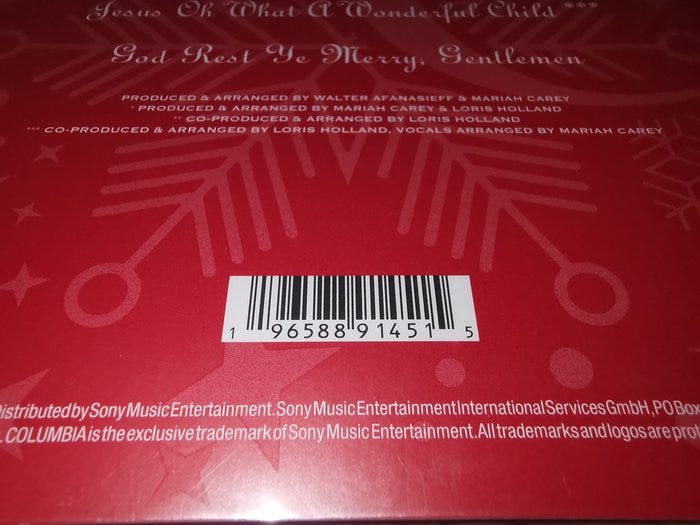 Jesus Oh What A Wonderful Child ***
God Rest Ye Merry, Gentlemen
PRODUCED & ARRANGED BY WALTER AFANASIEFF & MARIAH CAREY
* PRODUCED & ARRANGED BY MARIAH CAREY & LORIS HOLLAND
** CO-PRODUCED & ARRANGED BY LORIS HOLLAND
*** CO-PRODUCED & ARRANGED BY LORIS HOLLAND, VOCALS ARRANGED BY MARIAH CAREY
1 96588 91451 5
Distributed by Sony Music Entertainment. Sony Music Entertainment International Services GmbH, PO Box
. COLUMBIA is the exclusive trademark of Sony Music Entertainment. All trademarks and logos are prot